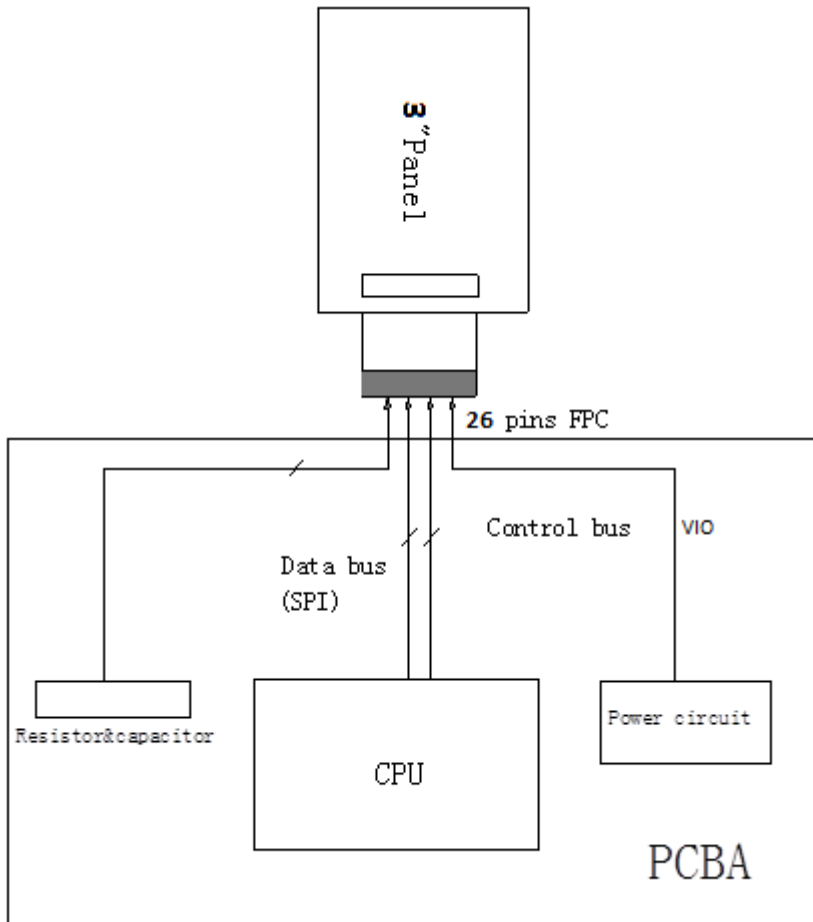 3"Panel
26 pins FPC
Control bus
VIO
Data bus
(SPI)
Resistor&capacitor
Power circuit
CPU
PCBA